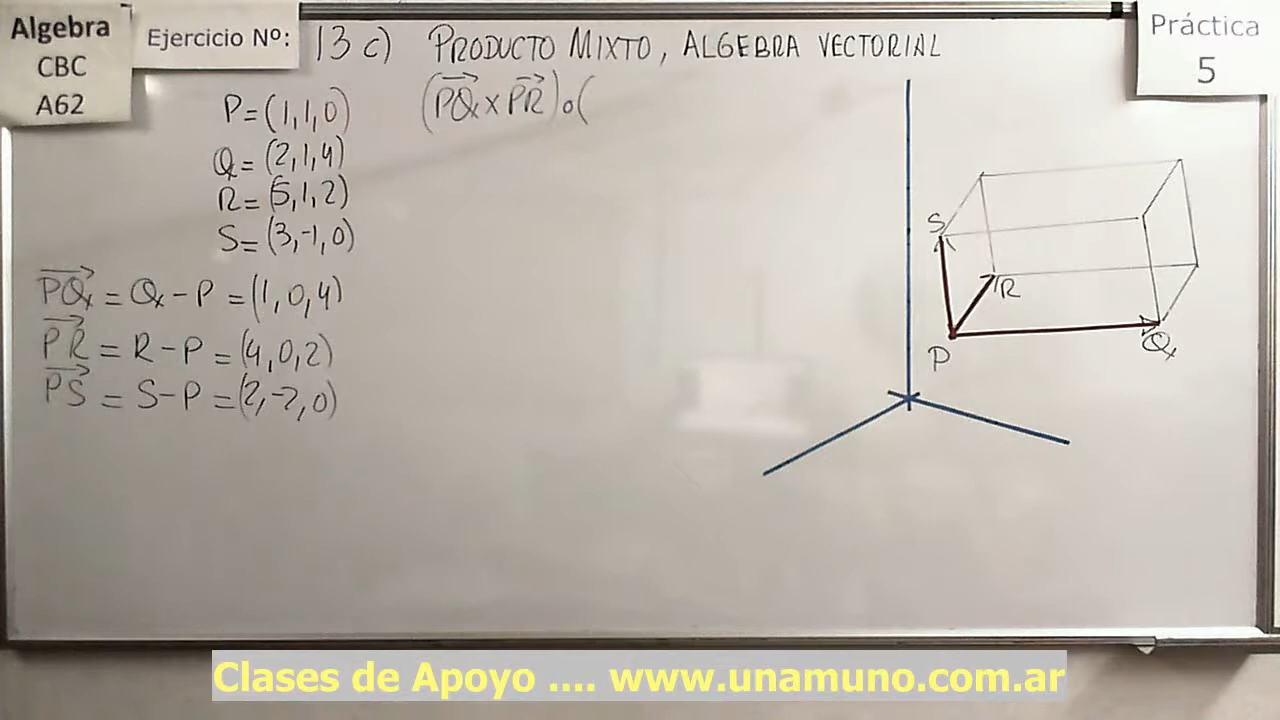 Algebra
CBC
A62
Ejercicio Nº: 13 c) PRODUCTO MIXTO, ALGEBRA VECTORIAL
Práctica
5
P=(1,1,0)
(PQ x PR) o (
Q=(2,1,4)
R=(5,1,2)
S=(3,-1,0)
PQ = Q-P = (1,0,4)
PR = R-P = (4,0,2)
PS = S-P = (2,-2,0)
S
R
P
Q
Clases de Apoyo .... www.unamuno.com.ar